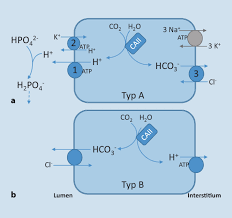 CO₂ H₂O
3 Na⁺
HPO₄²⁻
K⁺
2
ATP
ATP
H⁺
3 K⁺
CAII
H⁺
1
H⁺
HCO₃⁻
3
ATP
Cl⁻
H₂PO₄⁻
a
Typ A
CO₂ H₂O
CAII
HCO₃⁻
H⁺
Cl⁻
ATP
Typ B
b
Lumen
Interstitium